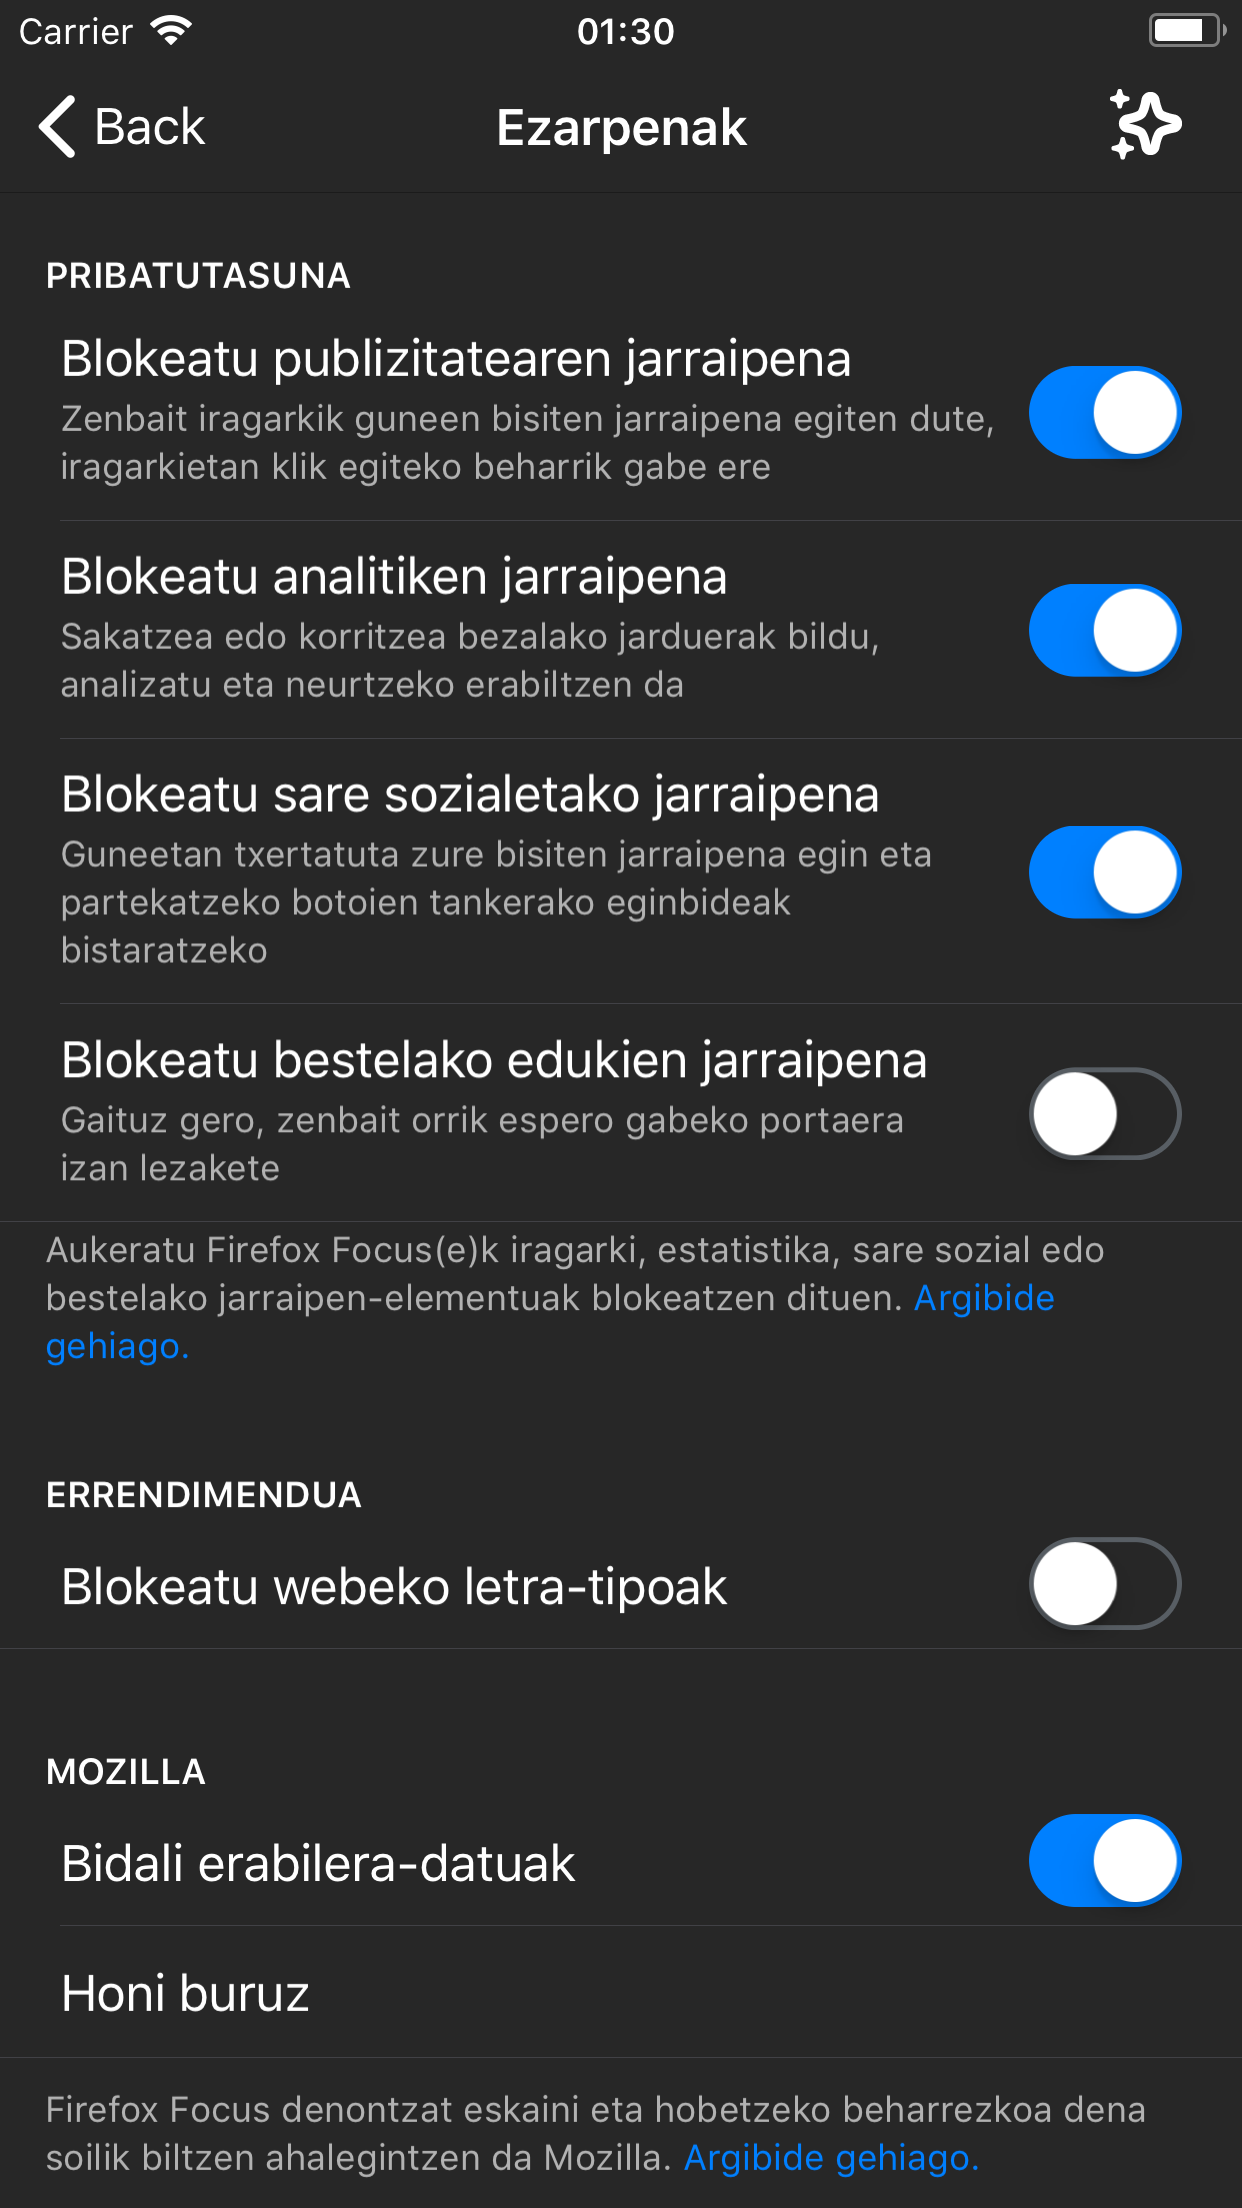 Carrier
01:30
Back
Ezarpenak
PRIBATUTASUNA
Blokeatu publizitatearen jarraipena
Zenbait iragarkik guneen bisiten jarraipena egiten dute,
iragarkietan klik egiteko beharrik gabe ere
Blokeatu analitiken jarraipena
Sakatzea edo korritzea bezalako jarduerak bildu,
analizatu eta neurtzeko erabiltzen da
Blokeatu sare sozialetako jarraipena
Guneetan txertatuta zure bisiten jarraipena egin eta
partekatzeko botoien tankerako eginbideak
bistaratzeko
Blokeatu bestelako edukien jarraipena
Gaituz gero, zenbait orrik espero gabeko portaera
izan lezakete
Aukeratu Firefox Focus(e)k iragarki, estatistika, sare sozial edo
bestelako jarraipen-elementuak blokeatzen dituen. Argibide
gehiago.
ERRENDIMENDUA
Blokeatu webeko letra-tipoak
MOZILLA
Bidali erabilera-datuak
Honi buruz
Firefox Focus denontzat eskaini eta hobetzeko beharrezkoa dena
soilik biltzen ahalegintzen da Mozilla. Argibide gehiago.